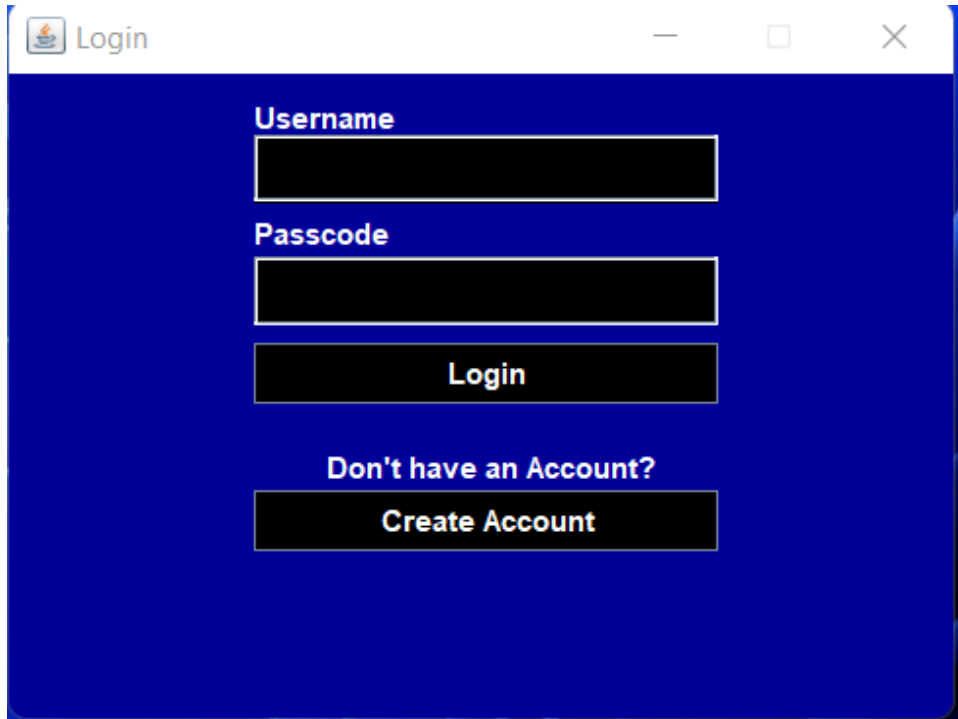 Login
Username
Passcode
Login
Don't have an Account?
Create Account